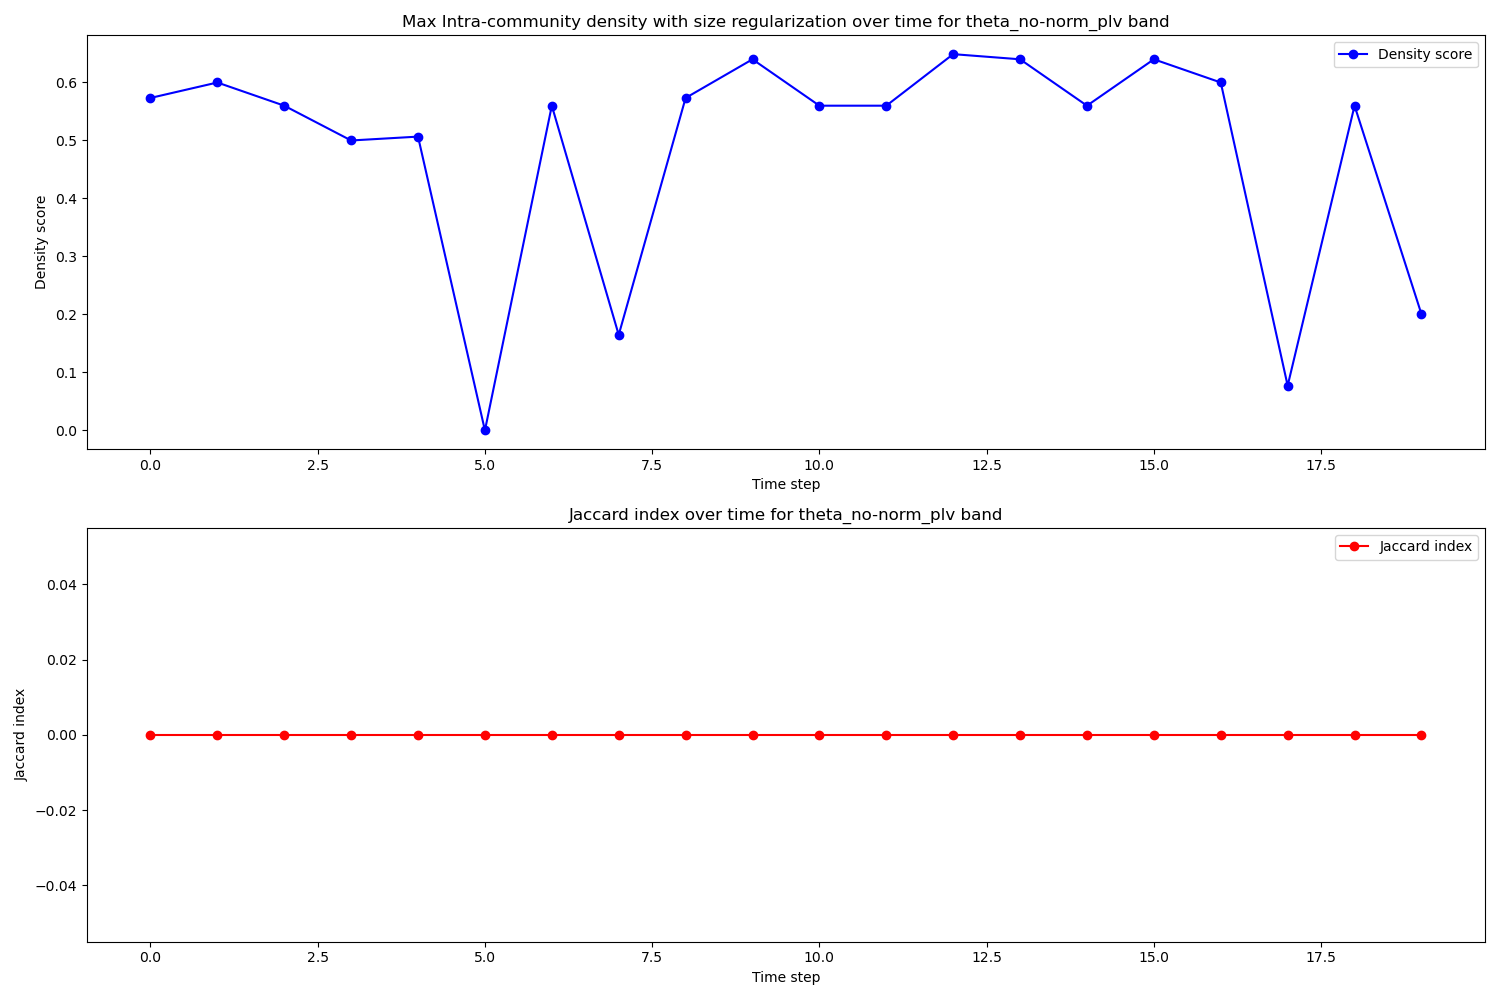 Max Intra-community density with size regularization over time for theta_no-norm_plv band
Density score
0.6
0.5
0.4
0.3
0.2
0.1
0.0
Density score
0.0 2.5 5.0 7.5 10.0 12.5 15.0 17.5
Time step
Jaccard index over time for theta_no-norm_plv band
Jaccard index
0.04
0.02
0.00
−0.02
−0.04
Jaccard index
0.0 2.5 5.0 7.5 10.0 12.5 15.0 17.5
Time step